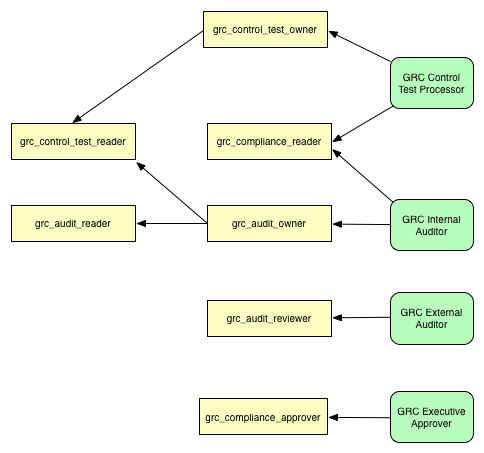 grc_control_test_owner
GRC Control
Test Processor
grc_control_test_reader
grc_compliance_reader
grc_audit_reader
grc_audit_owner
GRC Internal
Auditor
grc_audit_reviewer
GRC External
Auditor
grc_compliance_approver
GRC Executive
Approver